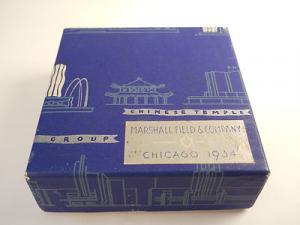 CHINESE TEMPLE
GROUP
MARSHALL FIELD & COMPANY
CHICAGO 1934